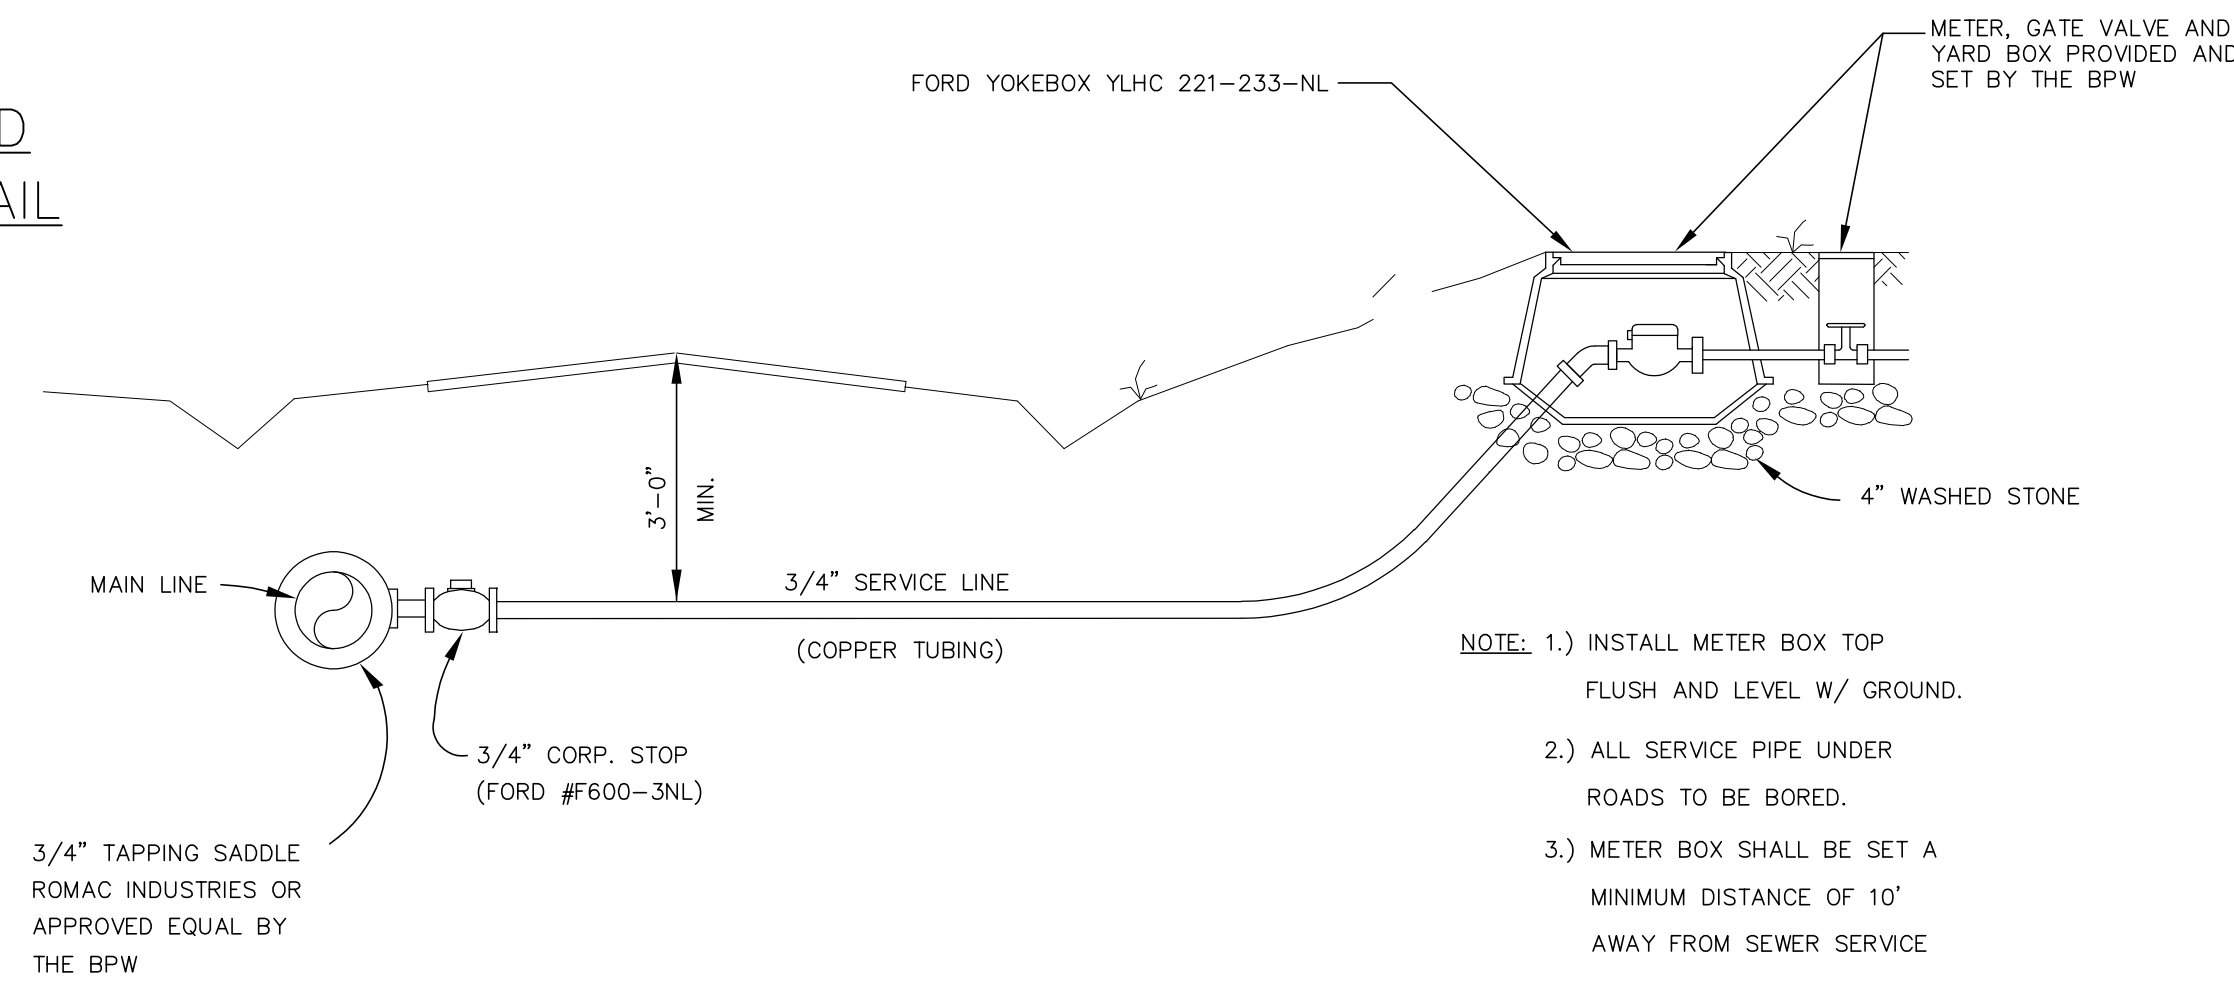 D
AIL
FORD YOKEBOX YLHC 221-233-NL
METER, GATE VALVE AND
YARD BOX PROVIDED AND
SET BY THE BPW
3'-0"
MIN.
4" WASHED STONE
MAIN LINE
3/4" SERVICE LINE
(COPPER TUBING)
3/4" CORP. STOP
(FORD #F600-3NL)
3/4" TAPPING SADDLE
ROMAC INDUSTRIES OR
APPROVED EQUAL BY
THE BPW
NOTE: 1.) INSTALL METER BOX TOP
FLUSH AND LEVEL W/ GROUND.
2.) ALL SERVICE PIPE UNDER
ROADS TO BE BORED.
3.) METER BOX SHALL BE SET A
MINIMUM DISTANCE OF 10'
AWAY FROM SEWER SERVICE